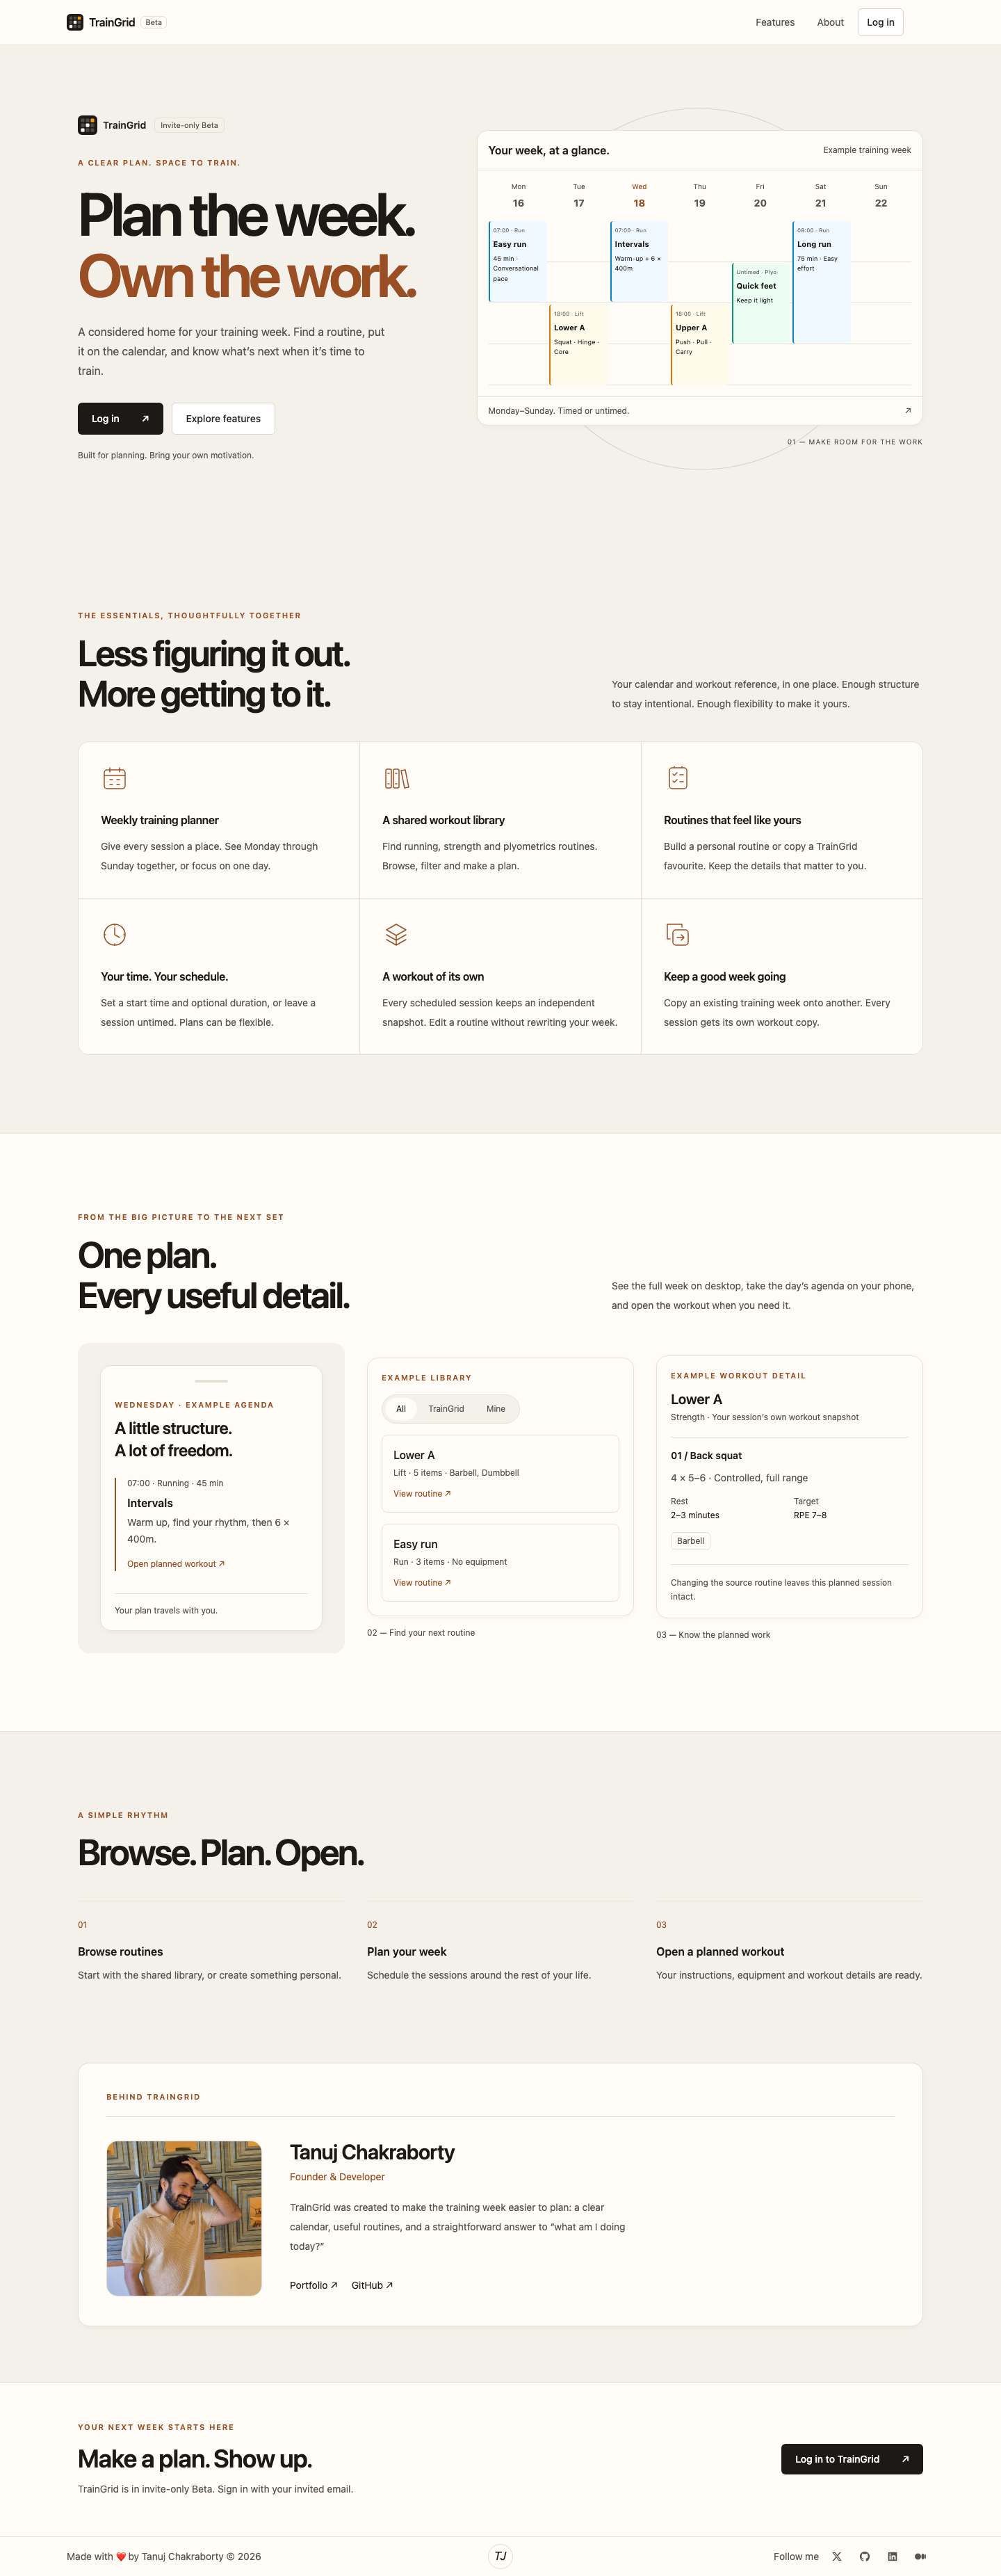 TrainGrid Beta
Features About Log in
TrainGrid Invite-only Beta
A CLEAR PLAN. SPACE TO TRAIN.
Plan the week.
Own the work.
A considered home for your training week. Find a routine, put
it on the calendar, and know what's next when it's time to
train.
Log in ↗ Explore features
Built for planning. Bring your own motivation.
Your week, at a glance. Example training week
Mon Tue Wed Thu Fri Sat Sun
16 17 18 19 20 21 22
07:00 · Run
Easy run
45 min ·
Conversational
pace
18:00 · Lift
Lower A
Squat · Hinge ·
Core
07:00 · Run
Intervals
Warm-up + 6 ×
400m
18:00 · Lift
Upper A
Push · Pull ·
Carry
Untimed · Plyo
Quick feet
Keep it light
08:00 · Run
Long run
75 min · Easy
effort
Monday–Sunday. Timed or untimed. ↗
01 — MAKE ROOM FOR THE WORK
THE ESSENTIALS, THOUGHTFULLY TOGETHER
Less figuring it out.
More getting to it.
Your calendar and workout reference, in one place. Enough structure
to stay intentional. Enough flexibility to make it yours.
Weekly training planner
Give every session a place. See Monday through
Sunday together, or focus on one day.
A shared workout library
Find running, strength and plyometrics routines.
Browse, filter and make a plan.
Routines that feel like yours
Build a personal routine or copy a TrainGrid
favourite. Keep the details that matter to you.
Your time. Your schedule.
Set a start time and optional duration, or leave a
session untimed. Plans can be flexible.
A workout of its own
Every scheduled session keeps an independent
snapshot. Edit a routine without rewriting your week.
Keep a good week going
Copy an existing training week onto another. Every
session gets its own workout copy.
FROM THE BIG PICTURE TO THE NEXT SET
One plan.
Every useful detail.
See the full week on desktop, take the day's agenda on your phone,
and open the workout when you need it.
WEDNESDAY · EXAMPLE AGENDA
A little structure.
A lot of freedom.
07:00 · Running · 45 min
Intervals
Warm up, find your rhythm, then 6 ×
400m.
Open planned workout ↗
Your plan travels with you.
EXAMPLE LIBRARY
All TrainGrid Mine
Lower A
Lift · 5 items · Barbell, Dumbbell
View routine ↗
Easy run
Run · 3 items · No equipment
View routine ↗
02 — Find your next routine
EXAMPLE WORKOUT DETAIL
Lower A
Strength · Your session's own workout snapshot
01 / Back squat
4 × 5–6 · Controlled, full range
Rest Target
2–3 minutes RPE 7–8
Barbell
Changing the source routine leaves this planned session
intact.
03 — Know the planned work
A SIMPLE RHYTHM
Browse. Plan. Open.
01
Browse routines
Start with the shared library, or create something personal.
02
Plan your week
Schedule the sessions around the rest of your life.
03
Open a planned workout
Your instructions, equipment and workout details are ready.
BEHIND TRAINGRID
Tanuj Chakraborty
Founder & Developer
TrainGrid was created to make the training week easier to plan: a clear
calendar, useful routines, and a straightforward answer to “what am I doing
today?”
Portfolio ↗ GitHub ↗
YOUR NEXT WEEK STARTS HERE
Make a plan. Show up.
TrainGrid is in invite-only Beta. Sign in with your invited email.
Log in to TrainGrid ↗
Made with ❤️ by Tanuj Chakraborty © 2026
TJ
Follow me